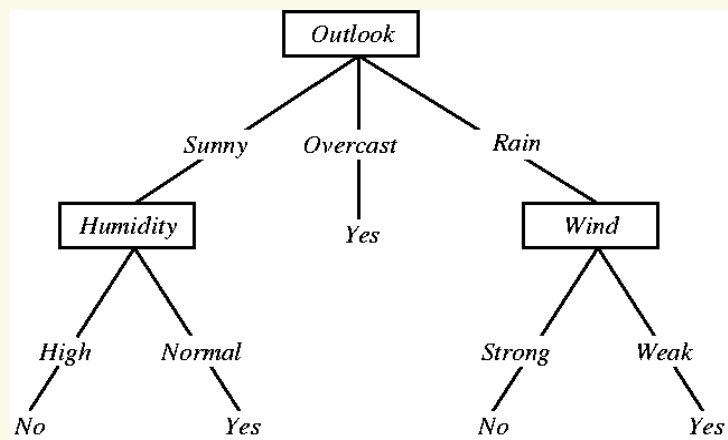 Outlook
Sunny Overcast Rain
Humidity Yes Wind
High Normal Strong Weak
No Yes No Yes